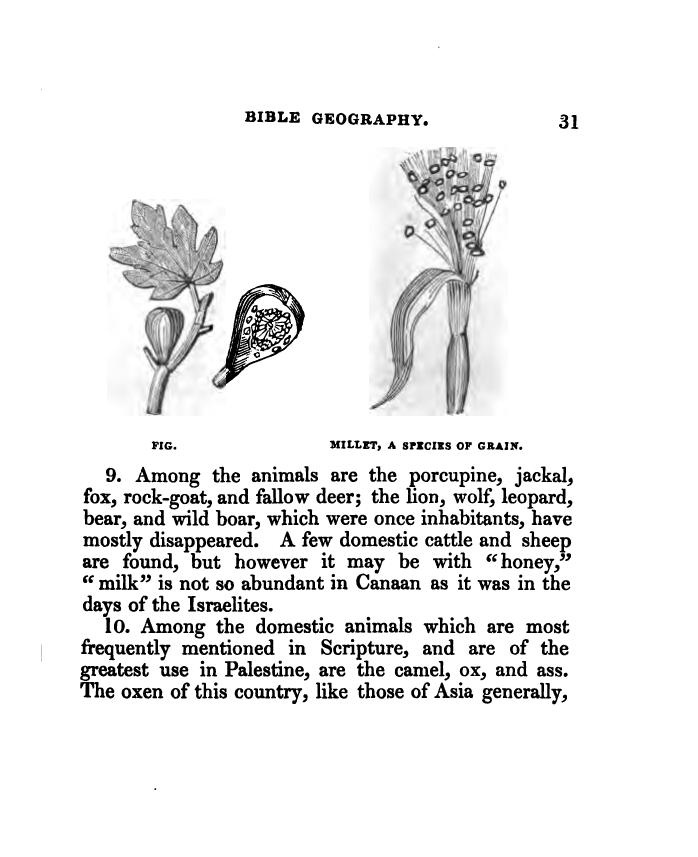 BIBLE GEOGRAPHY. 31
FIG. MILLET, A SPECIES OF GRAIN.
9. Among the animals are the porcupine, jackal,
fox, rock-goat, and fallow deer; the lion, wolf, leopard,
bear, and wild boar, which were once inhabitants, have
mostly disappeared. A few domestic cattle and sheep
are found, but however it may be with “honey,”
“milk” is not so abundant in Canaan as it was in the
days of the Israelites.
10. Among the domestic animals which are most
frequently mentioned in Scripture, and are of the
greatest use in Palestine, are the camel, ox, and ass.
The oxen of this country, like those of Asia generally,